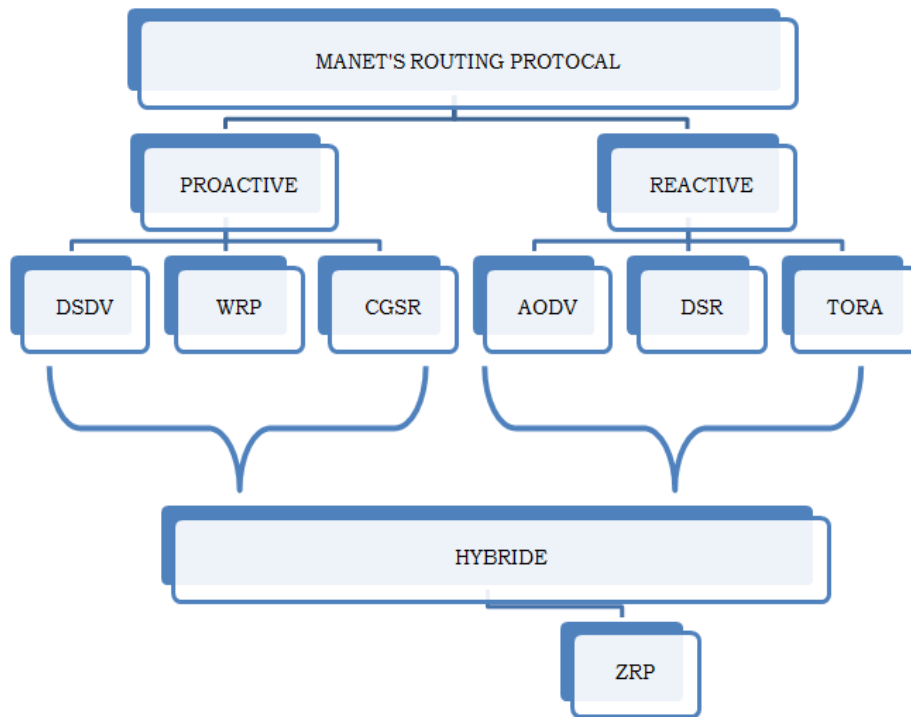 MANET'S ROUTING PROTOCAL
PROACTIVE
REACTIVE
DSDV
WRP
CGSR
AODV
DSR
TORA
HYBRIDE
ZRP